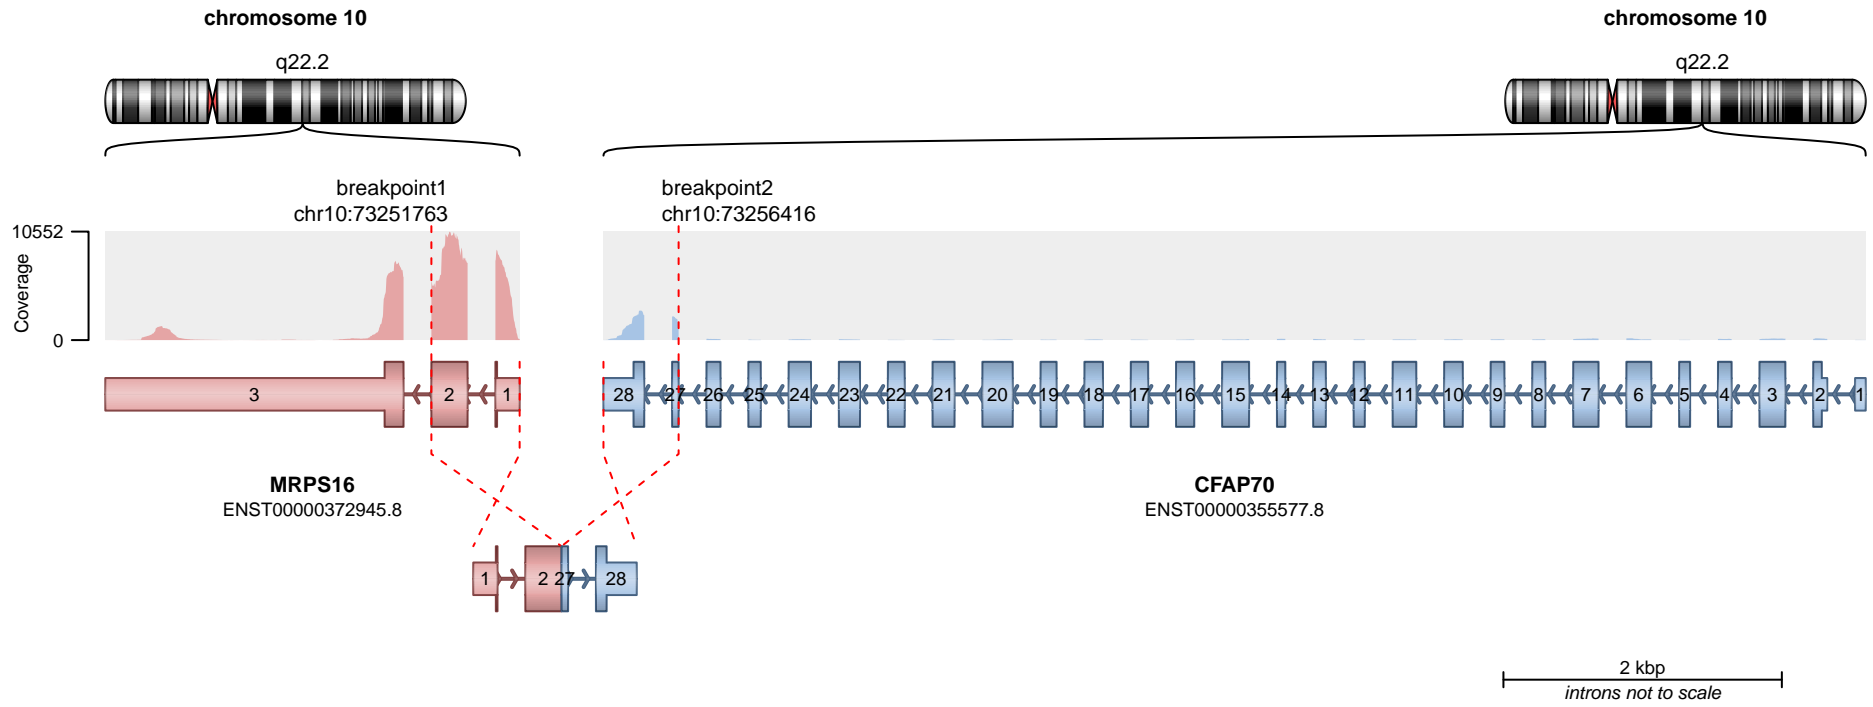 chromosome 10
chromosome 10
q22.2
q22.2
breakpoint1
chr10:73251763
breakpoint2
chr10:73256416
10552
Coverage
0
3 2 1 28 27 26 25 24 23 22 21 20 19 18 17 16 15 14 13 12 11 10 9 8 7 6 5 4 3 2 1
MRPS16
ENST00000372945.8
CFAP70
ENST00000355577.8
1 2 27 28
2 kbp
introns not to scale